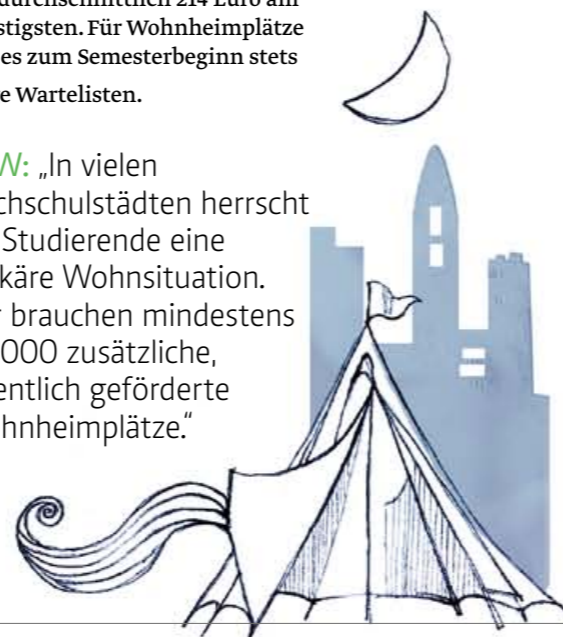 durchschnittlich 214 Euro am
stigsten. Für Wohnheimplätze
es zum Semesterbeginn stets
e Wartelisten.
W: „In vielen
chschulstädten herrscht
Studierende eine
käre Wohnsituation.
r brauchen mindestens
000 zusätzliche,
entlich geförderte
hnheimplätze.“